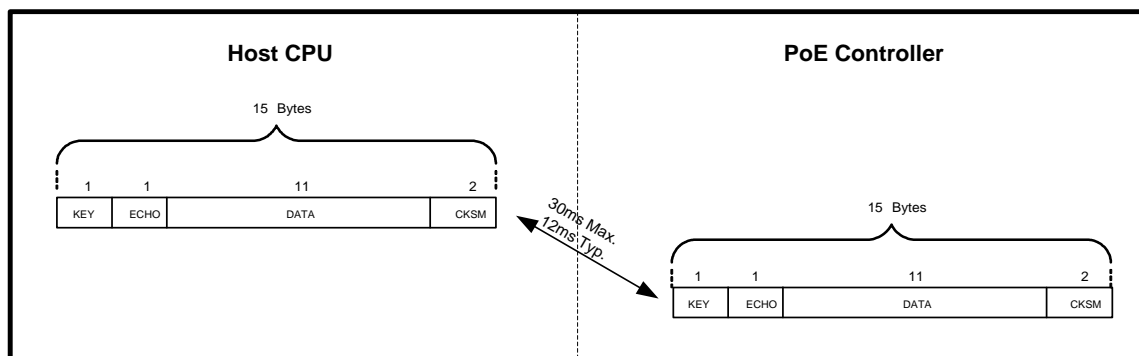 Host CPU
PoE Controller
15 Bytes
1 1 11 2
KEY ECHO DATA CKSM
30ms Max.
12ms Typ.
15 Bytes
1 1 11 2
KEY ECHO DATA CKSM